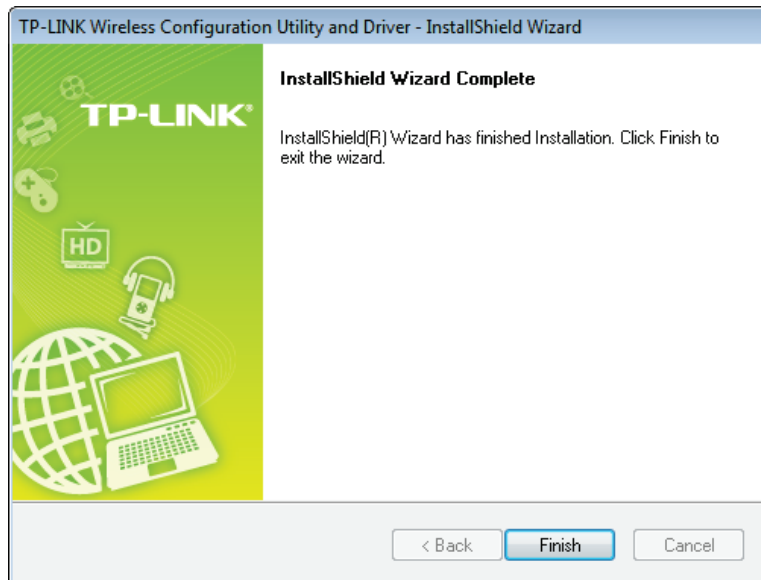 TP-LINK Wireless Configuration Utility and Driver - InstallShield Wizard
TP-LINK®
InstallShield Wizard Complete
InstallShield(R) Wizard has finished Installation. Click Finish to
exit the wizard.
HD
< Back
Finish
Cancel